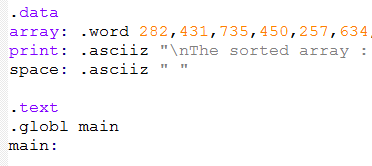 .data
array: .word 282,431,735,450,257,634,
print: .asciiz "\nThe sorted array :
space: .asciiz " "
.text
.globl main
main: